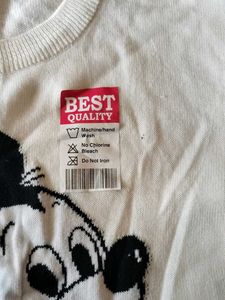 BEST
QUALITY
Machine/hand
Wash
No Chlorine
Bleach
Do Not Iron